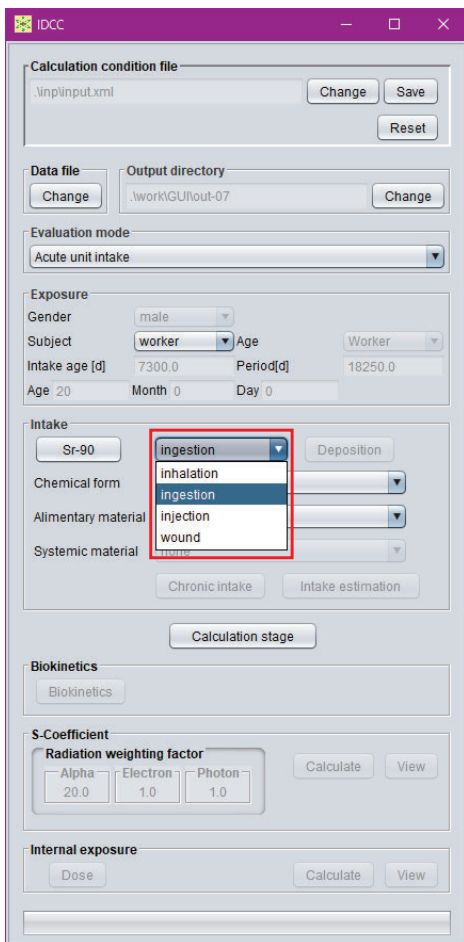 IDCC
Calculation condition file
.\inp\input.xml
Change
Save
Reset
Data file
Output directory
Change
.\work\GUI\out-07
Change
Evaluation mode
Acute unit intake
Exposure
Gender
male
Subject
worker
Age
Worker
Intake age [d]
7300.0
Period[d]
18250.0
Age 20
Month 0
Day 0
Intake
Sr-90
ingestion
Deposition
inhalation
ingestion
injection
wound
Chemical form
Alimentary material
Systemic material
none
Chronic intake
Intake estimation
Calculation stage
Biokinetics
Biokinetics
S-Coefficient
Radiation weighting factor
Alpha
Electron
Photon
20.0
1.0
1.0
Calculate
View
Internal exposure
Dose
Calculate
View